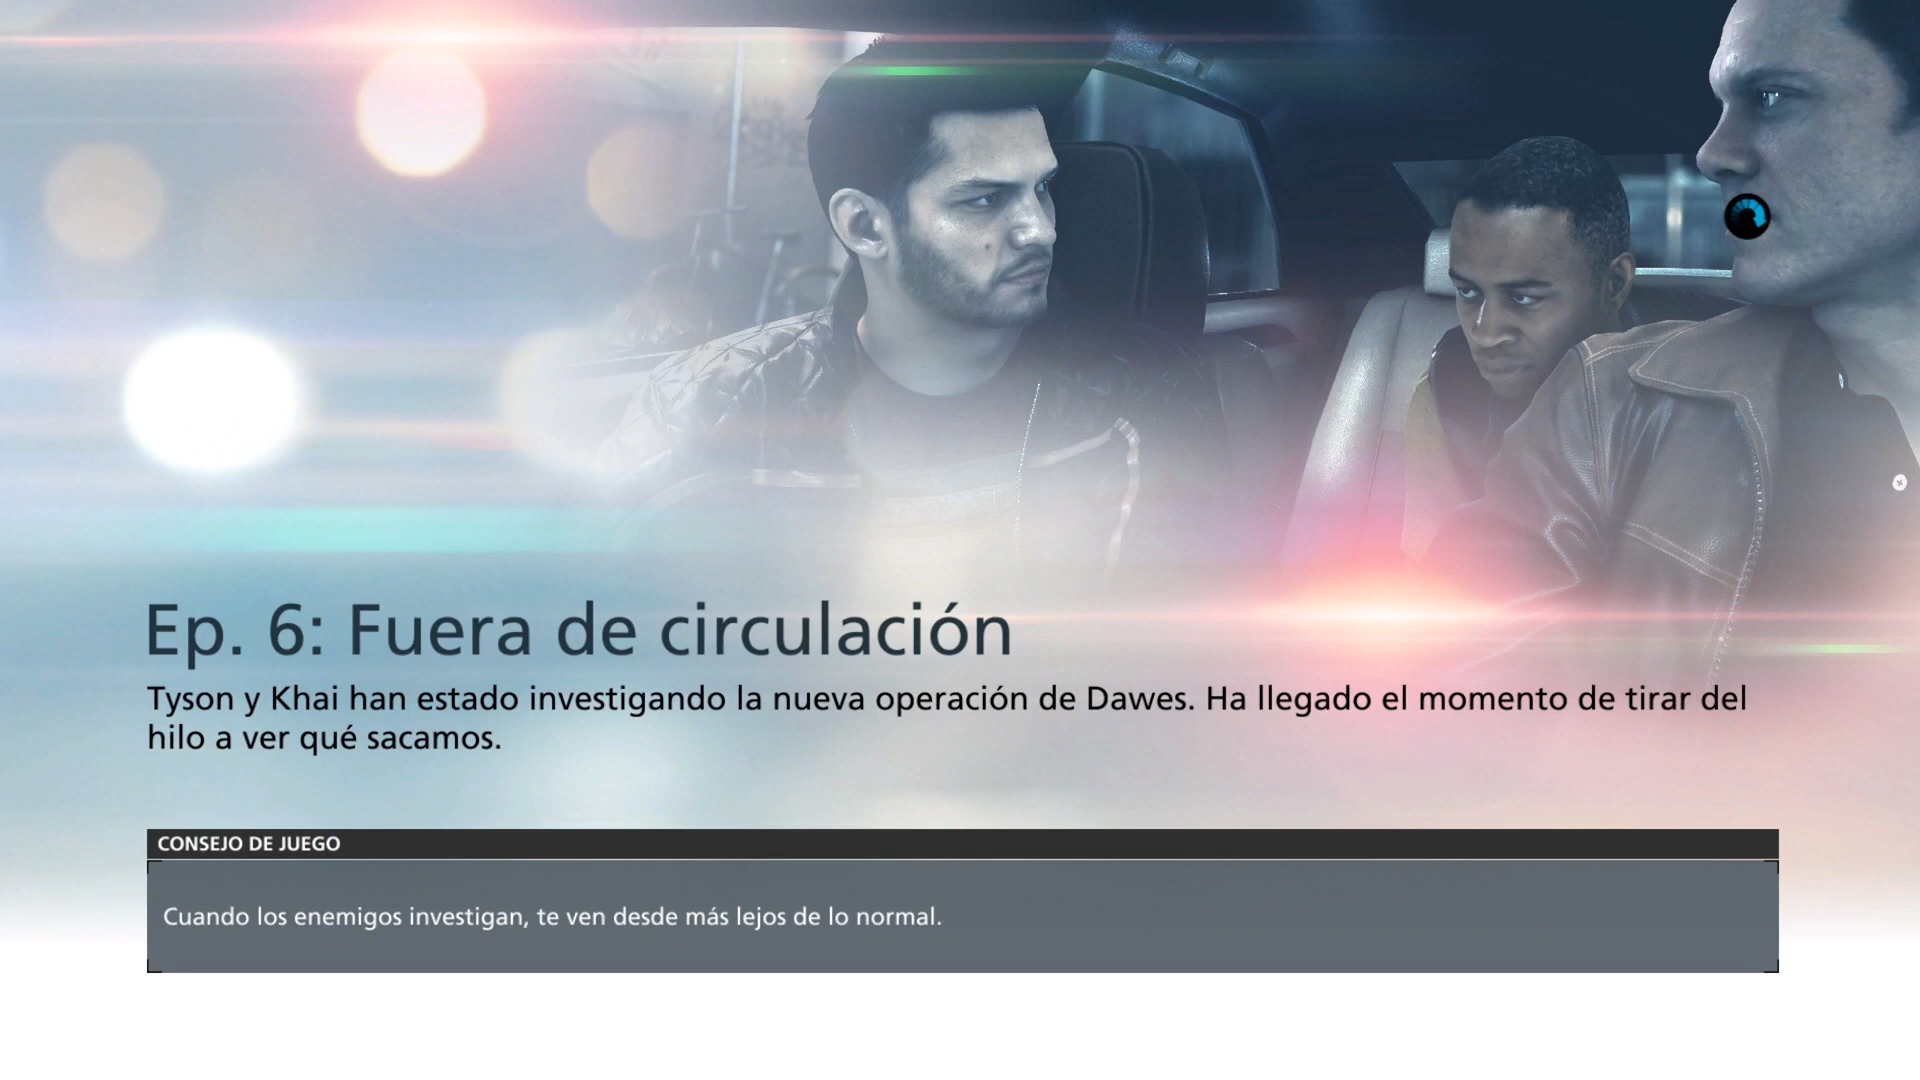 Ep. 6: Fuera de circulación
Tyson y Khai han estado investigando la nueva operación de Dawes. Ha llegado el momento de tirar del
hilo a ver qué sacamos.
CONSEJO DE JUEGO
Cuando los enemigos investigan, te ven desde más lejos de lo normal.